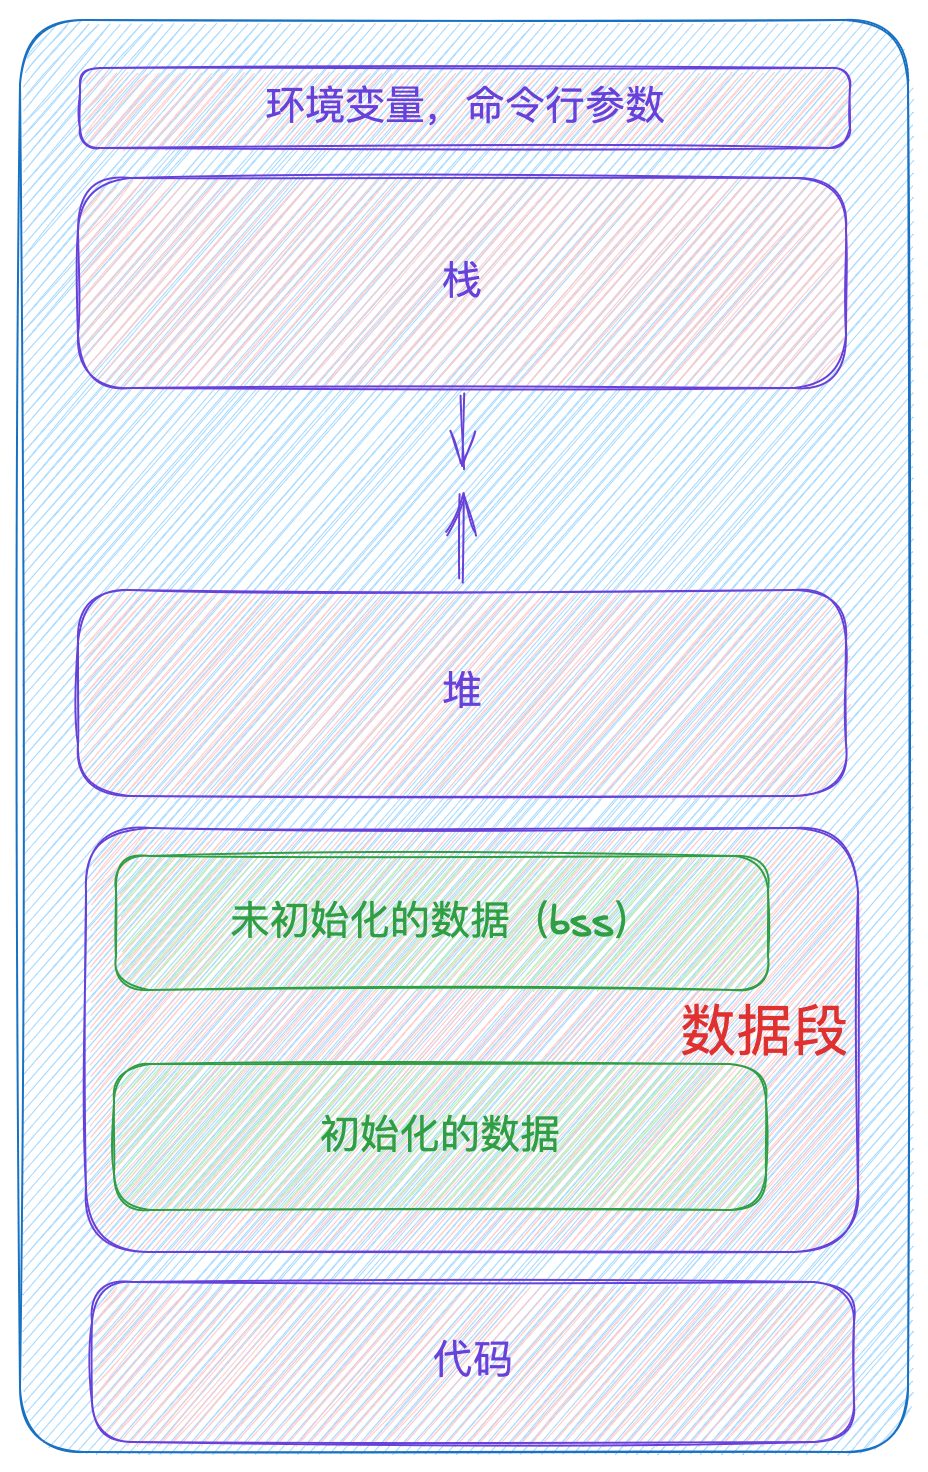 环境变量，命令行参数
栈
堆
未初始化的数据（bss）
数据段
初始化的数据
代码